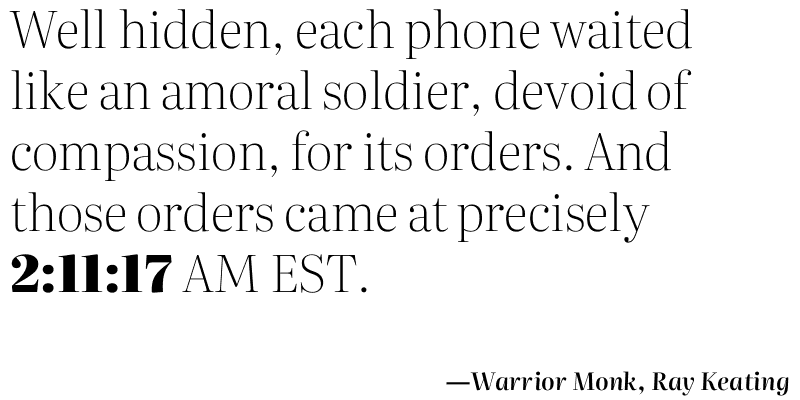 Well hidden, each phone waited
like an amoral soldier, devoid of
compassion, for its orders. And
those orders came at precisely
2:11:17 AM EST.
—Warrior Monk, Ray Keating